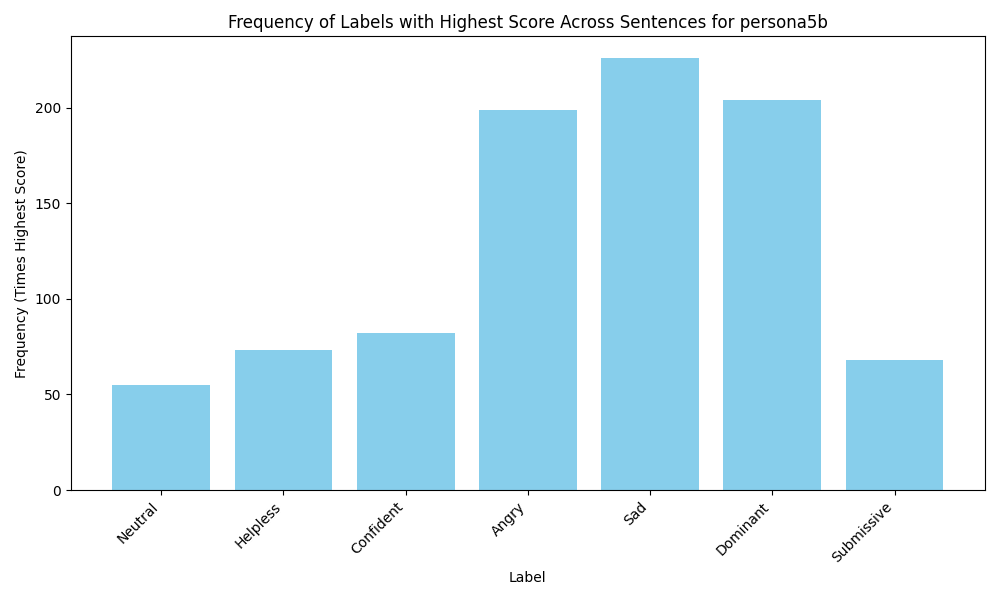 Frequency of Labels with Highest Score Across Sentences for persona5b
Frequency (Times Highest Score)
200
150
100
50
0
Neutral
Helpless
Confident
Angry
Sad
Dominant
Submissive
Label